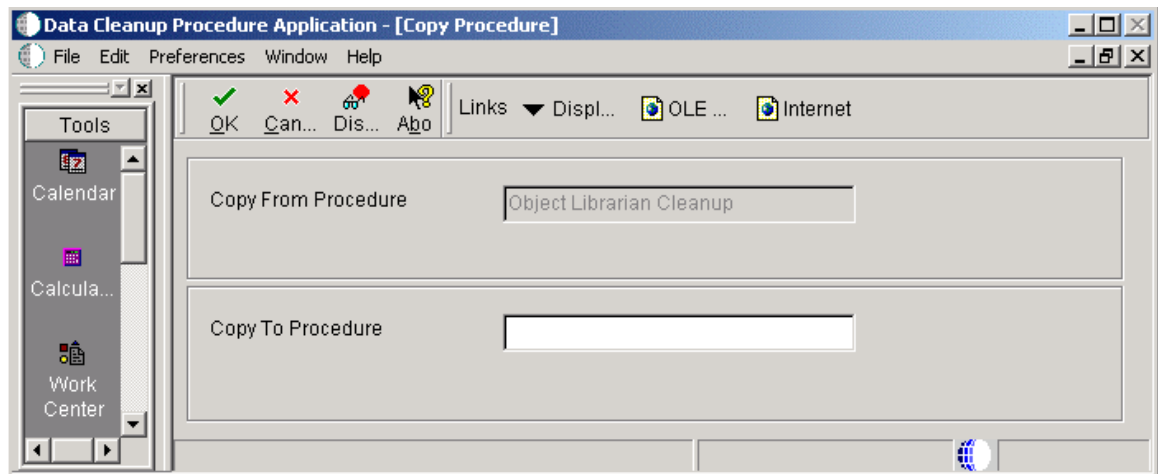 Data Cleanup Procedure Application - [Copy Procedure]
File Edit Preferences Window Help
OK Can... Dis... Abo Links Displ... OLE ... Internet
Tools
Calendar
Calcula...
Work
Center
Copy From Procedure Object Librarian Cleanup
Copy To Procedure